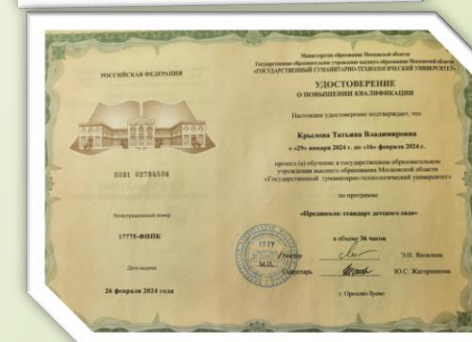 РОССИЙСКАЯ ФЕДЕРАЦИЯ
Регистрационный номер
17775-ФППК
Дата выдачи
26 февраля 2024 года
Министерство образования Московской области
Государственное образовательное учреждение высшего образования Московской области
«ГОСУДАРСТВЕННЫЙ ГУМАНИТАРНО-ТЕХНОЛОГИЧЕСКИЙ УНИВЕРСИТЕТ»
УДОСТОВЕРЕНИЕ
О ПОВЫШЕНИИ КВАЛИФИКАЦИИ
Настоящее удостоверение подтверждает, что
Крылова Татьяна Владимировна
с «29» января 2024 г. по «16» февраля 2024 г.
прошел (а) обучение в государственном образовательном
учреждении высшего образования Московской области
«Государственный гуманитарно-технологический университет»
по программе
«Предшкола: стандарт детского сада»
в объеме 36 часов
ГГТУ
Ректор
М.П.
Секретарь
г. Орехово-Зуево